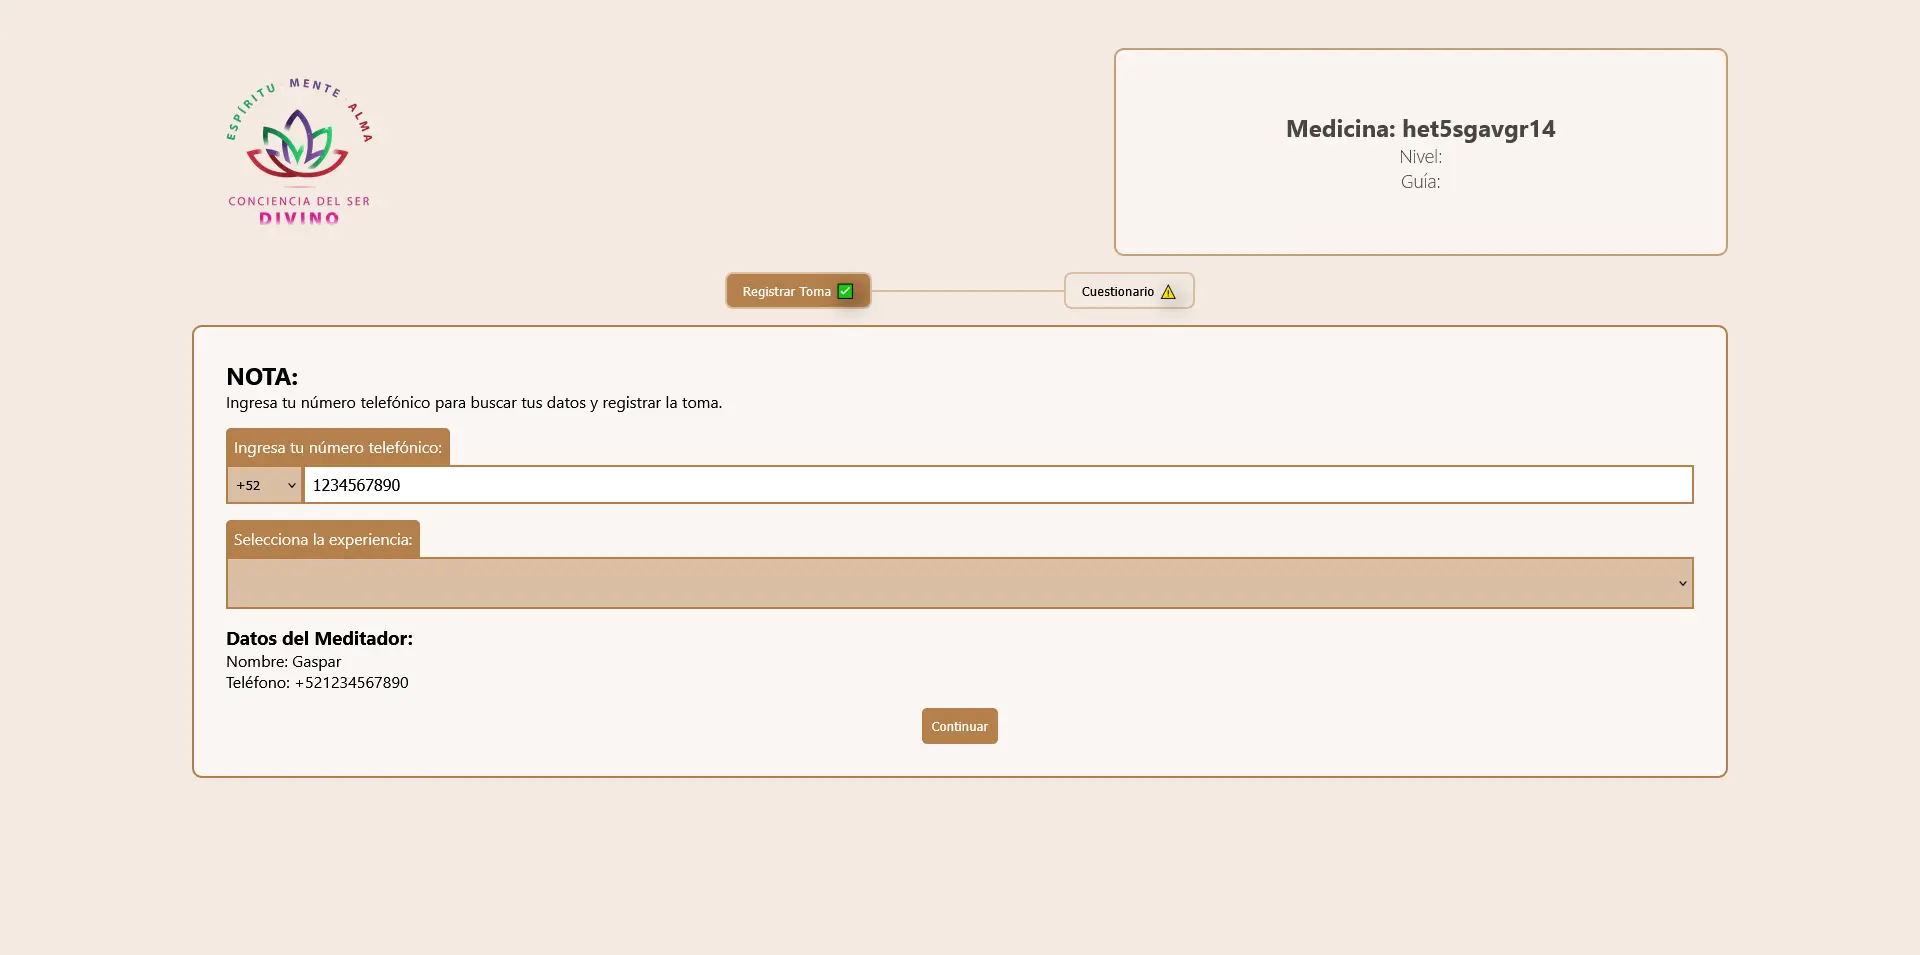 ESPÍRITU MENTE ALMA
CONCIENCIA DEL SER
DIVINO
Medicina: het5sgavgr14
Nivel:
Guía:
Registrar Toma ✅
Cuestionario ⚠
NOTA:
Ingresa tu número telefónico para buscar tus datos y registrar la toma.
Ingresa tu número telefónico:
+52 1234567890
Selecciona la experiencia:
Datos del Meditador:
Nombre: Gaspar
Teléfono: +521234567890
Continuar